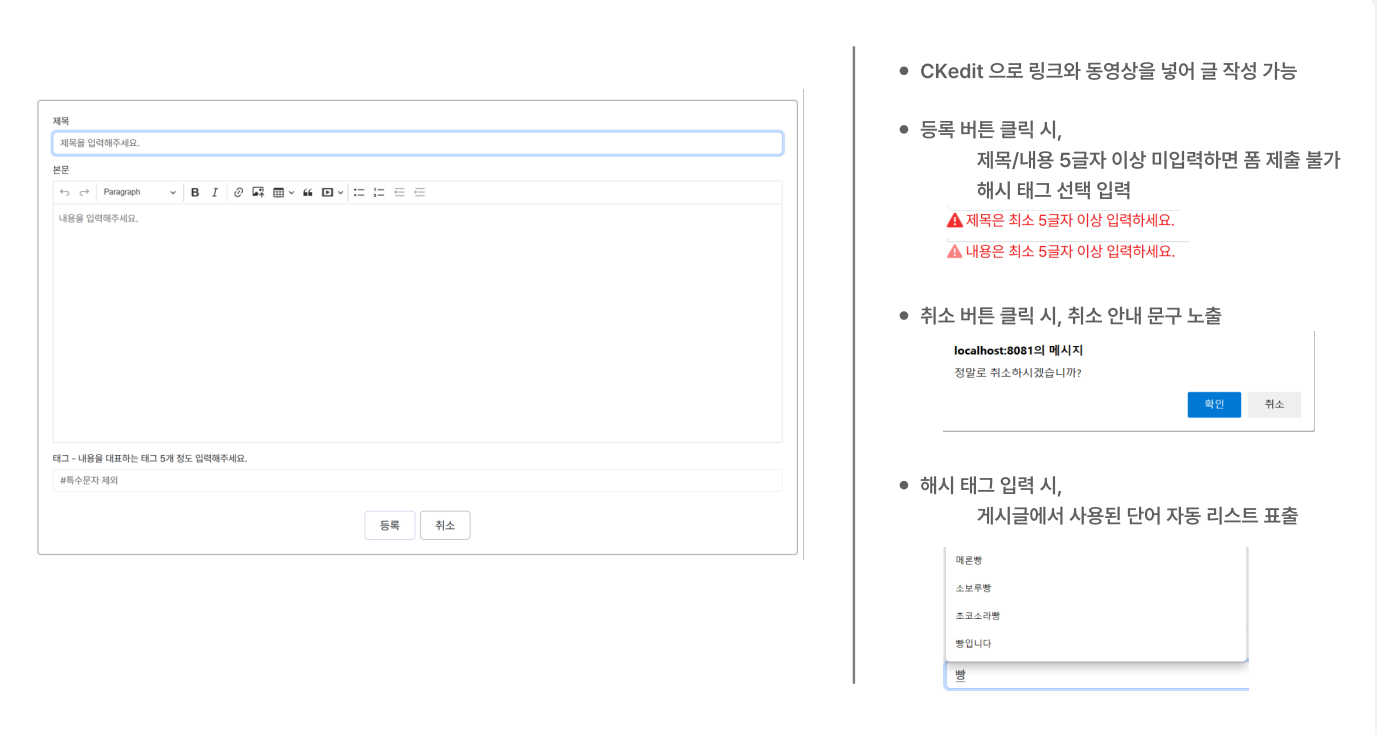 제목
제목을 입력해주세요.
본문
Paragraph
B I
내용을 입력해주세요.
태그 - 내용을 대표하는 태그 5개 정도 입력해주세요.
#특수문자 제외
등록 취소
CKedit 으로 링크와 동영상을 넣어 글 작성 가능
등록 버튼 클릭 시,
제목/내용 5글자 이상 미입력하면 폼 제출 불가
해시 태그 선택 입력
제목은 최소 5글자 이상 입력하세요.
내용은 최소 5글자 이상 입력하세요.
취소 버튼 클릭 시, 취소 안내 문구 노출
localhost:8081의 메시지
정말로 취소하시겠습니까?
확인 취소
해시 태그 입력 시,
게시글에서 사용된 단어 자동 리스트 표출
메론빵
소보루빵
초코소라빵
빵입니다
빵